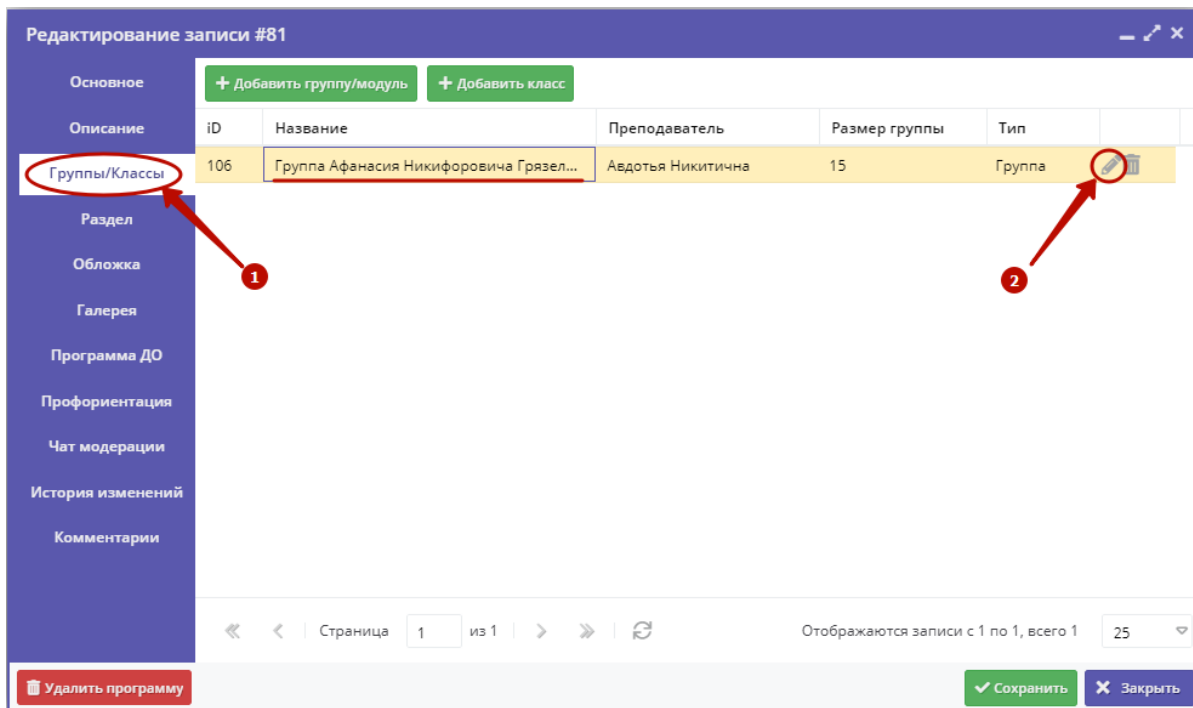 Редактирование записи #81
Основное
Описание
Группы/Классы
Раздел
Обложка
Галерея
Программа ДО
Профориентация
Чат модерации
История изменений
Комментарии
Добавить группу/модуль Добавить класс
iD Название Преподаватель Размер группы Тип
106 Группа Афанасия Никифоровича Грязел... Авдотья Никитична 15 Группа
1
2
Страница 1 из 1 Отображаются записи с 1 по 1, всего 1 25
Удалить программу Сохранить Закрыть